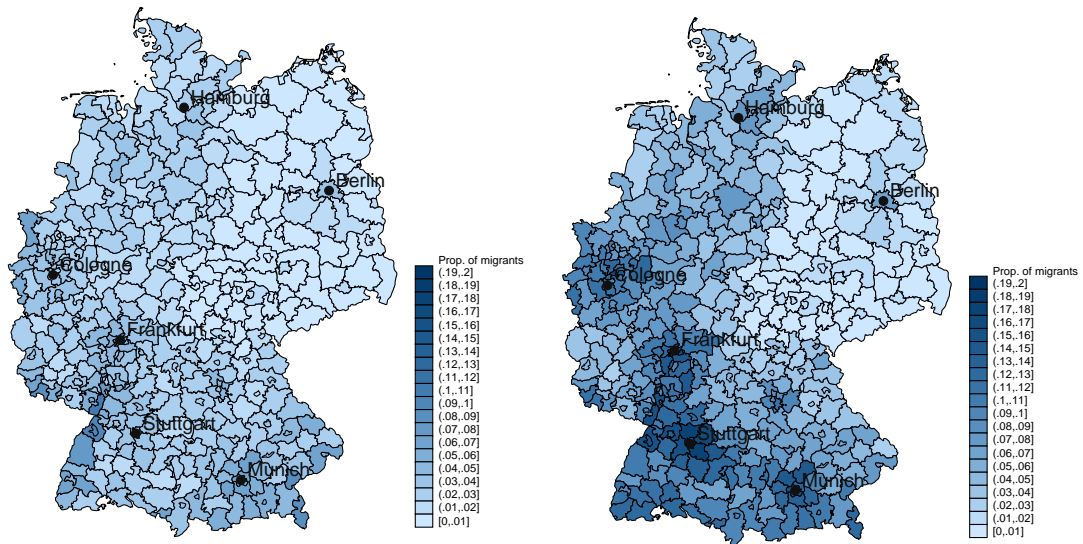 Hamburg
Berlin
Cologne
Frankfurt
Stuttgart
Munich
Prop. of migrants
(.19,.2]
(.18,.19]
(.17,.18]
(.16,.17]
(.15,.16]
(.14,.15]
(.13,.14]
(.12,.13]
(.11,.12]
(.1,.11]
(.09,.1]
(.08,.09]
(.07,.08]
(.06,.07]
(.05,.06]
(.04,.05]
(.03,.04]
(.02,.03]
(.01,.02]
[0,.01]
Hamburg
Berlin
Cologne
Frankfurt
Stuttgart
Munich
Prop. of migrants
(.19,.2]
(.18,.19]
(.17,.18]
(.16,.17]
(.15,.16]
(.14,.15]
(.13,.14]
(.12,.13]
(.11,.12]
(.1,.11]
(.09,.1]
(.08,.09]
(.07,.08]
(.06,.07]
(.05,.06]
(.04,.05]
(.03,.04]
(.02,.03]
(.01,.02]
[0,.01]